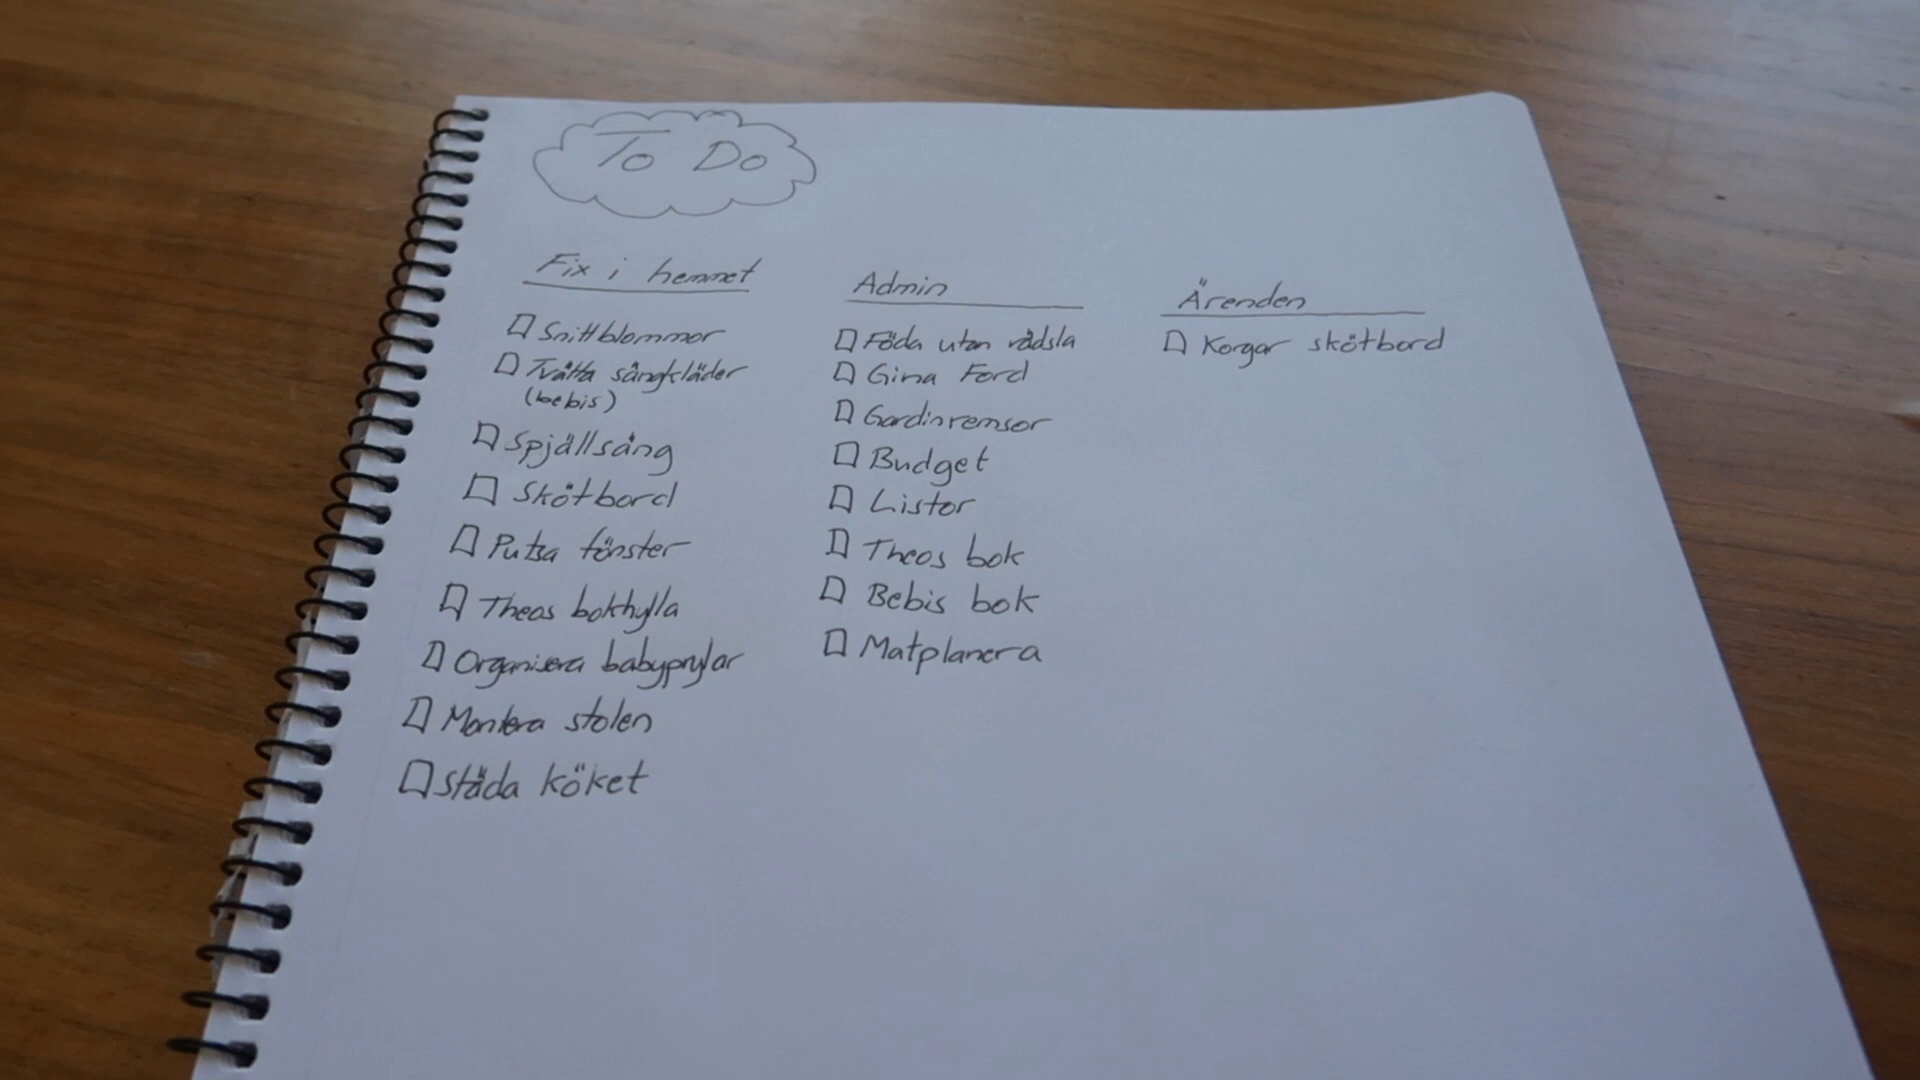 To Do
Fix i hemmet
Snittblommor
Tvätta sängkläder
(bebis)
Spjällsäng
Skötbord
Putsa fönster
Theos bokhylla
Organisera babyprylar
Montera stolen
Städa köket
Admin
Föda utan rädsla
Gina Ford
Gardinremsor
Budget
Listor
Theos bok
Bebis bok
Matplanera
Ärenden
Korgar skötbord